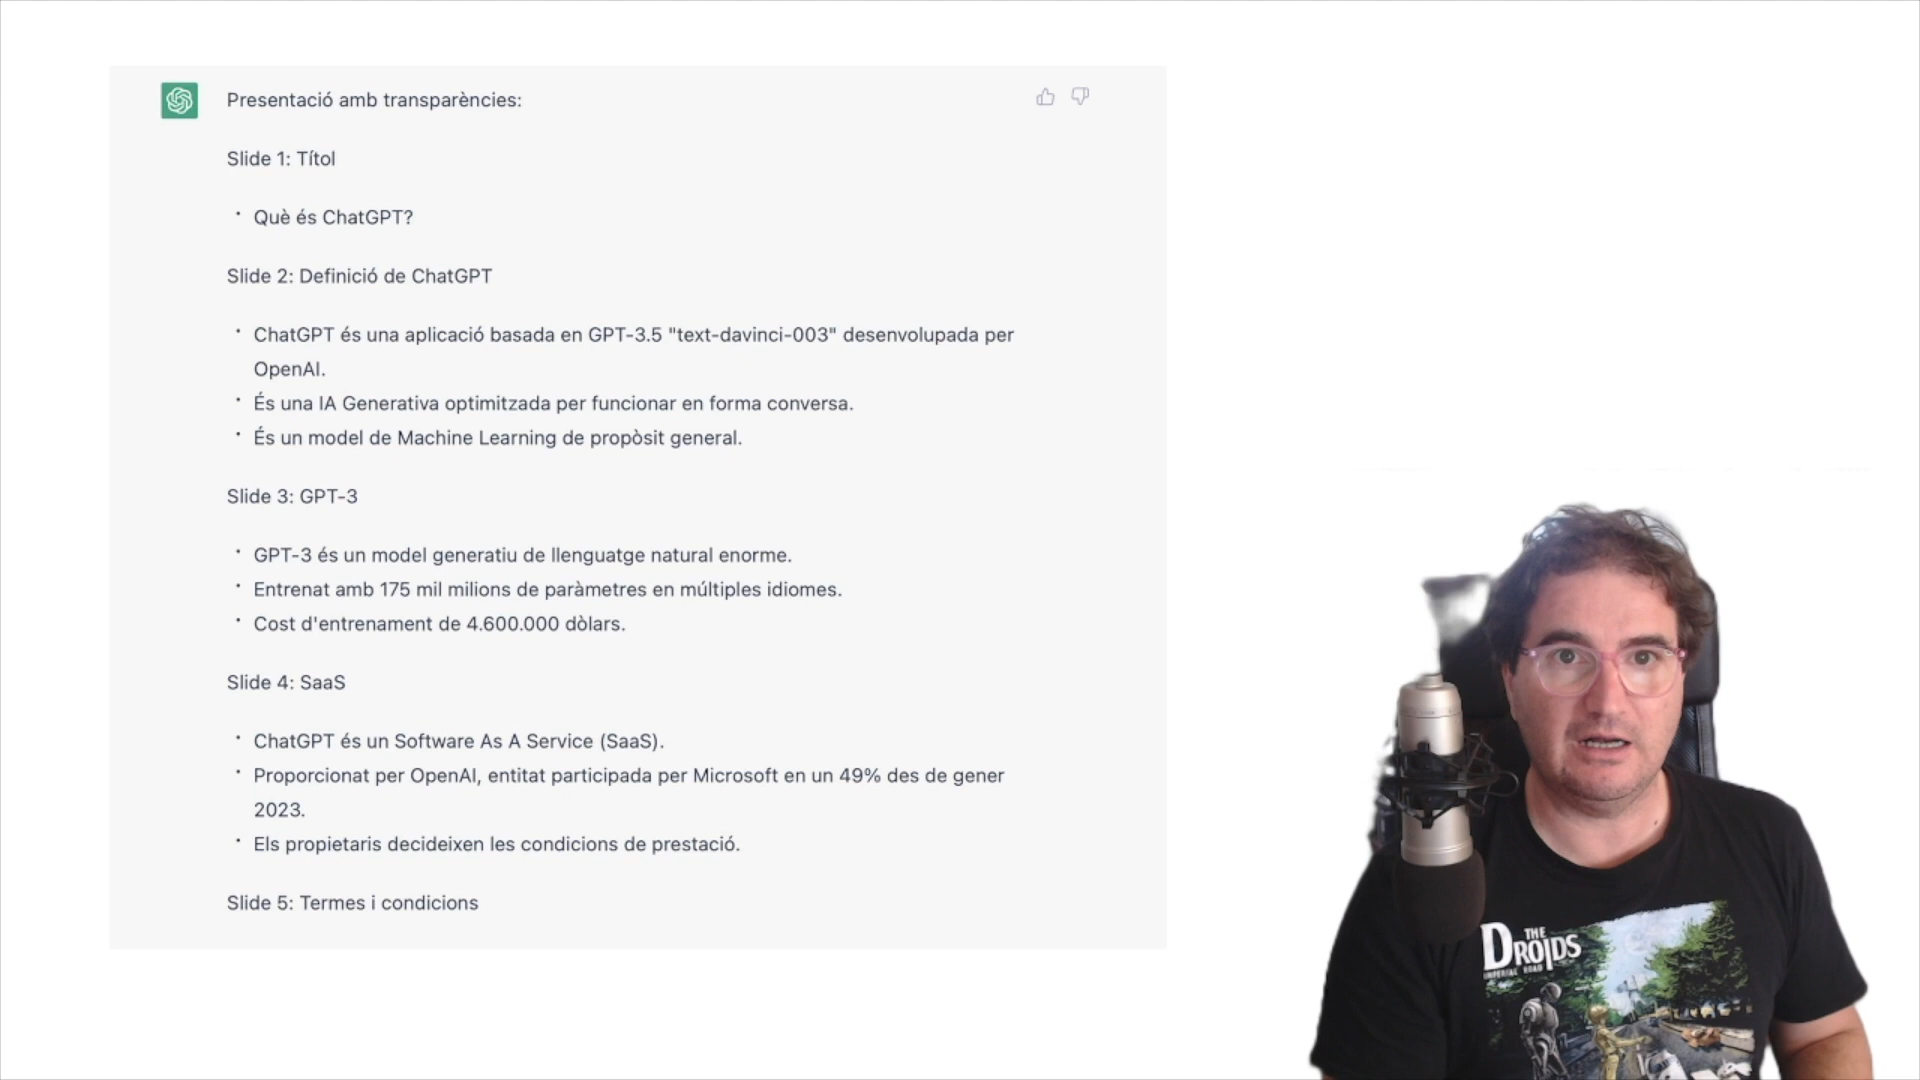 Presentació amb transparències:
Slide 1: Títol
Què és ChatGPT?
Slide 2: Definició de ChatGPT
ChatGPT és una aplicació basada en GPT-3.5 "text-davinci-003" desenvolupada per
OpenAI.
És una IA Generativa optimitzada per funcionar en forma conversa.
És un model de Machine Learning de propòsit general.
Slide 3: GPT-3
GPT-3 és un model generatiu de llenguatge natural enorme.
Entrenat amb 175 mil milions de paràmetres en múltiples idiomes.
Cost d'entrenament de 4.600.000 dòlars.
Slide 4: SaaS
ChatGPT és un Software As A Service (SaaS).
Proporcionat per OpenAI, entitat participada per Microsoft en un 49% des de gener
2023.
Els propietaris decideixen les condicions de prestació.
Slide 5: Termes i condicions
THE
DROIDS
IMPERIAL ROAD